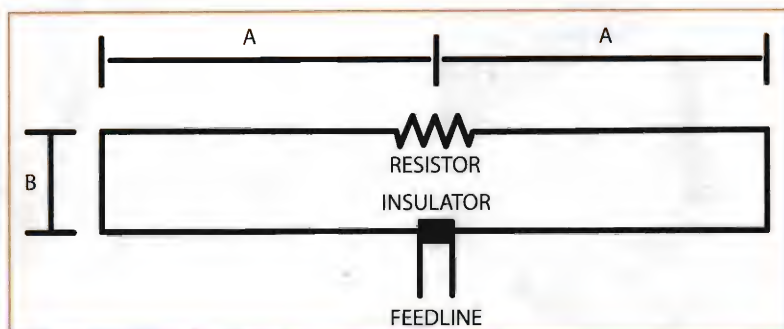 A A
RESISTOR
B
INSULATOR
FEEDLINE